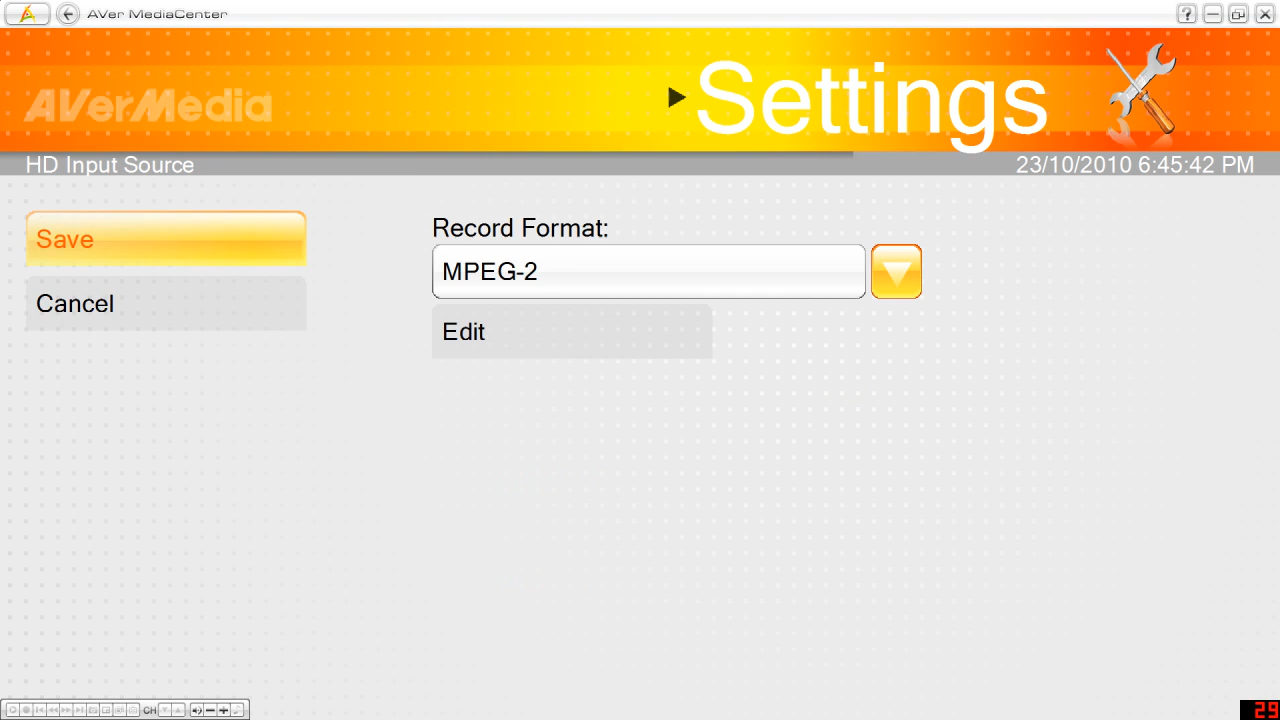 AVer MediaCenter
?
AVerMedia
Settings
HD Input Source
23/10/2010 6:45:42 PM
Save
Cancel
Record Format:
MPEG-2
Edit
CH
29